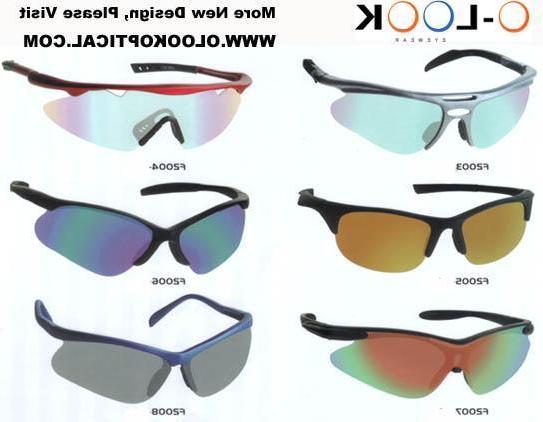 O-LOOK
EYEWEAR
More New Design, Please Visit
WWW.OLOOKOPTICAL.COM
F2003
F2004-
F2005-
F2006-
F2007
F2008-